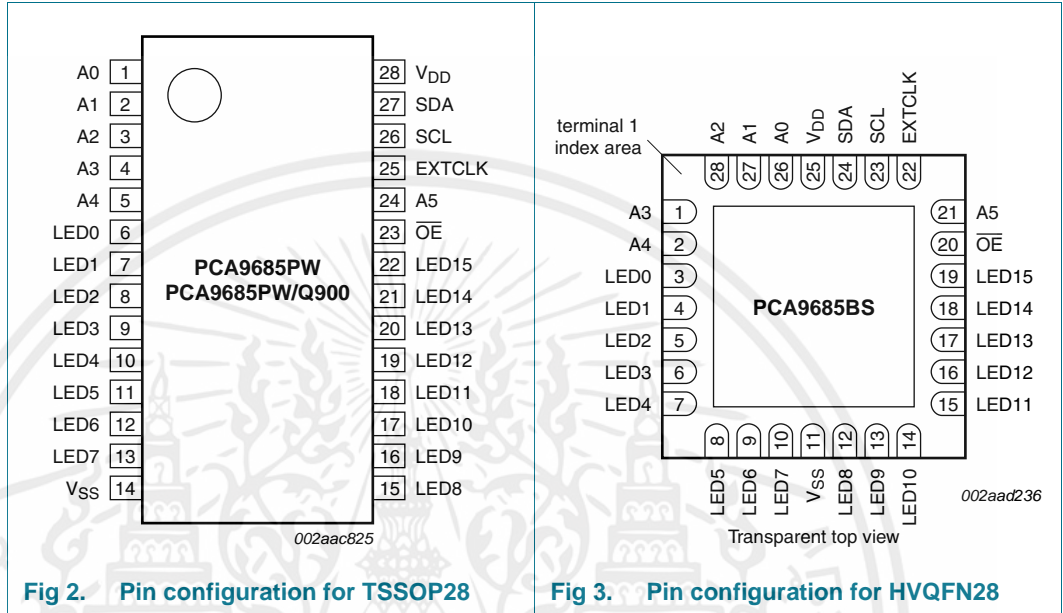 A0 1
A1 2
A2 3
A3 4
A4 5
LED0 6
LED1 7
LED2 8
LED3 9
LED4 10
LED5 11
LED6 12
LED7 13
VSS 14
PCA9685PW
PCA9685PW/Q900
28 VDD
27 SDA
26 SCL
25 EXTCLK
24 A5
23 OE
22 LED15
21 LED14
20 LED13
19 LED12
18 LED11
17 LED10
16 LED9
15 LED8
002aac825
Fig 2. Pin configuration for TSSOP28
terminal 1
index area
A2 A1 A0 VDD SDA SCL EXTCLK
28 27 26 25 24 23 22
A3 1
A4 2
LED0 3
LED1 4
LED2 5
LED3 6
LED4 7
PCA9685BS
21 A5
20 OE
19 LED15
18 LED14
17 LED13
16 LED12
15 LED11
8 9 10 11 12 13 14
LED5 LED6 LED7 VSS LED8 LED9 LED10
002aad236
Transparent top view
Fig 3. Pin configuration for HVQFN28